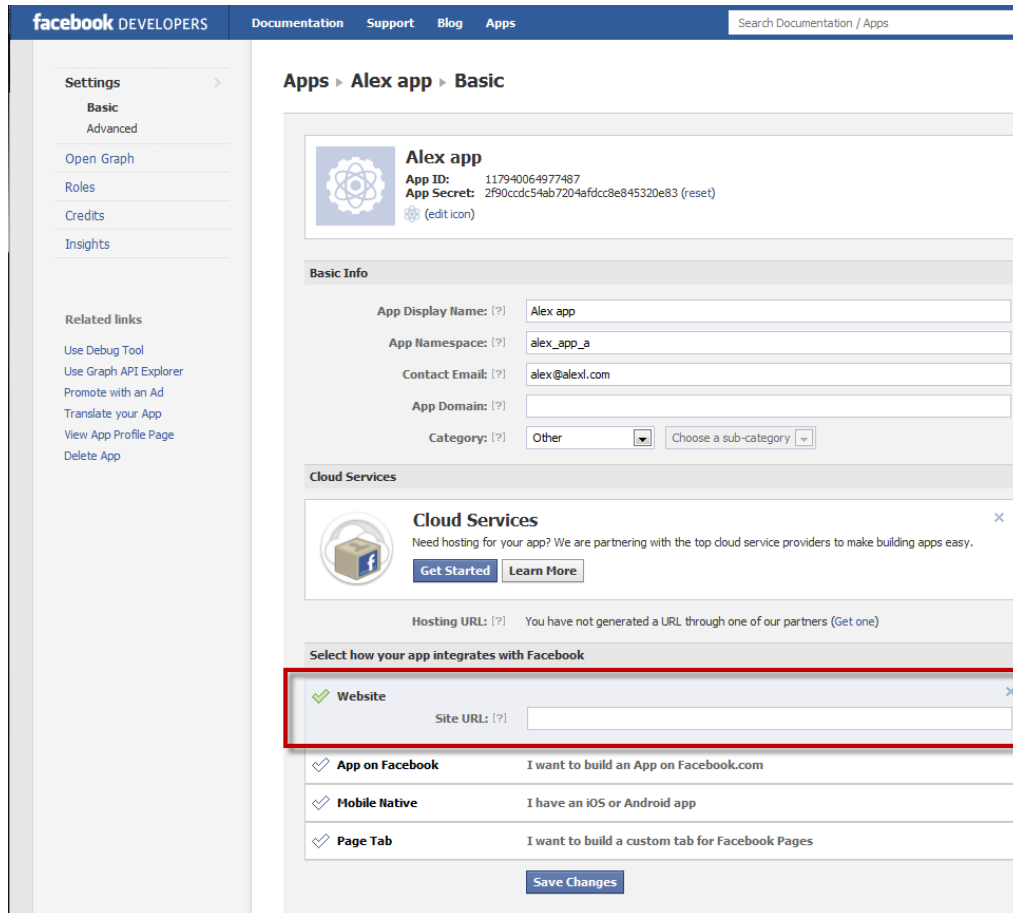 facebook DEVELOPERS Documentation Support Blog Apps Search Documentation / Apps
Settings
Basic
Advanced
Open Graph
Roles
Credits
Insights
Related links
Use Debug Tool
Use Graph API Explorer
Promote with an Ad
Translate your App
View App Profile Page
Delete App
Apps ▸ Alex app ▸ Basic
Alex app
App ID: 117940064977487
App Secret: 2f90ccdc54ab7204afdcc8e845320e83 (reset)
(edit icon)
Basic Info
App Display Name: [?] Alex app
App Namespace: [?] alex_app_a
Contact Email: [?] alex@alexl.com
App Domain: [?]
Category: [?] Other Choose a sub-category
Cloud Services
Cloud Services
Need hosting for your app? We are partnering with the top cloud service providers to make building apps easy.
Get Started Learn More
Hosting URL: [?] You have not generated a URL through one of our partners (Get one)
Select how your app integrates with Facebook
Website
Site URL: [?]
App on Facebook I want to build an App on Facebook.com
Mobile Native I have an iOS or Android app
Page Tab I want to build a custom tab for Facebook Pages
Save Changes